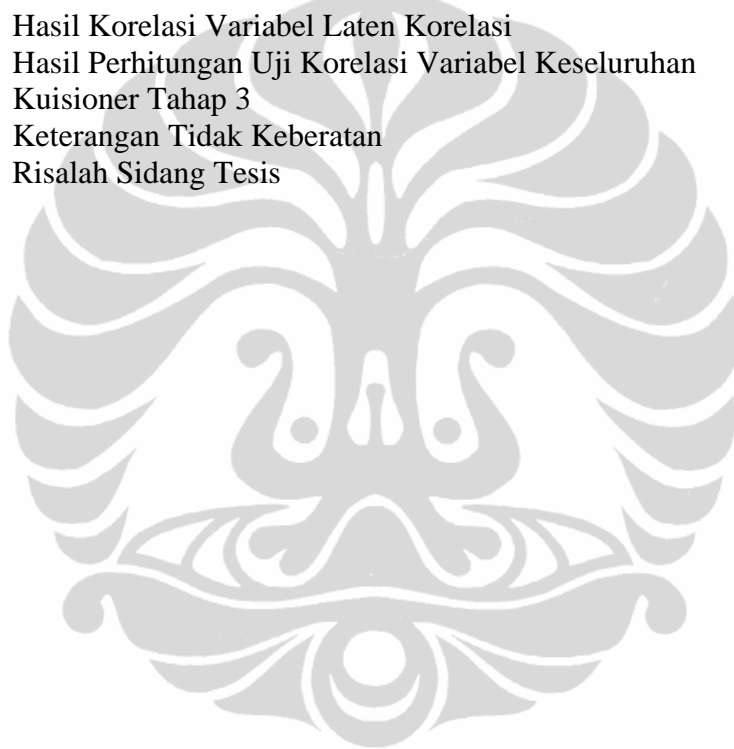 Hasil Korelasi Variabel Laten Korelasi
Hasil Perhitungan Uji Korelasi Variabel Keseluruhan
Kuisioner Tahap 3
Keterangan Tidak Keberatan
Risalah Sidang Tesis